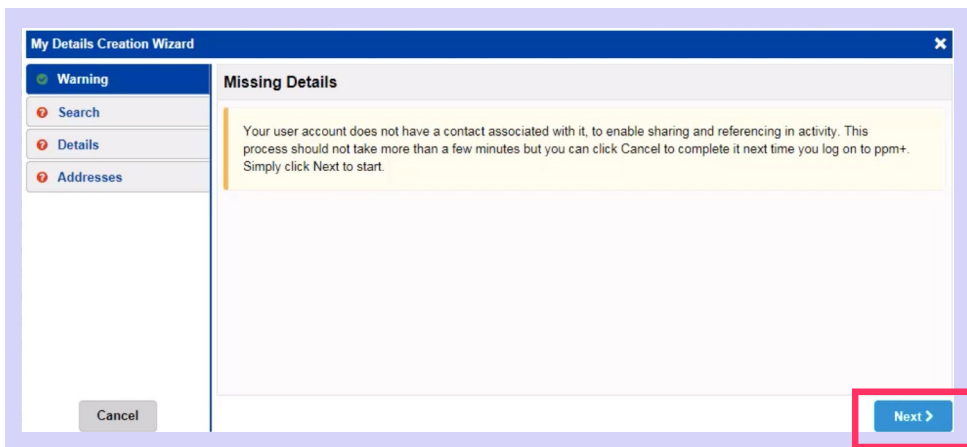 My Details Creation Wizard
Warning
Search
Details
Addresses
Missing Details
Your user account does not have a contact associated with it, to enable sharing and referencing in activity. This
process should not take more than a few minutes but you can click Cancel to complete it next time you log on to ppm+.
Simply click Next to start.
Cancel
Next